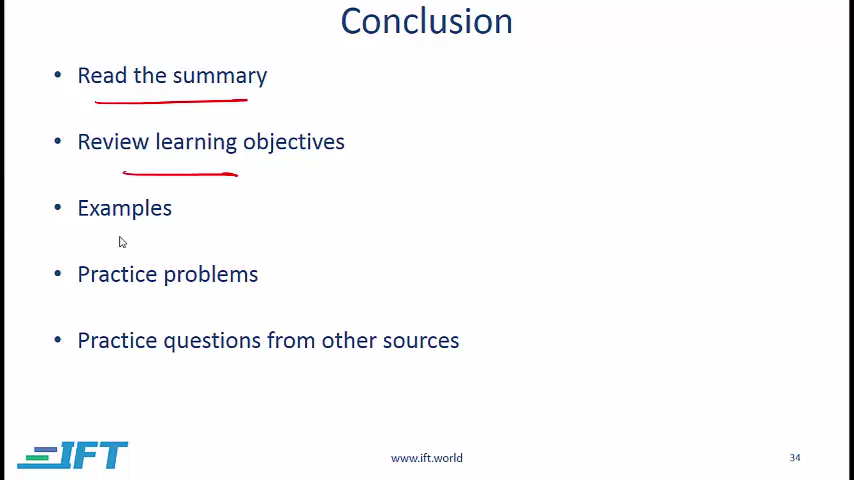 Conclusion
• Read the summary
• Review learning objectives
• Examples
• Practice problems
• Practice questions from other sources
IFT
www.ift.world
34